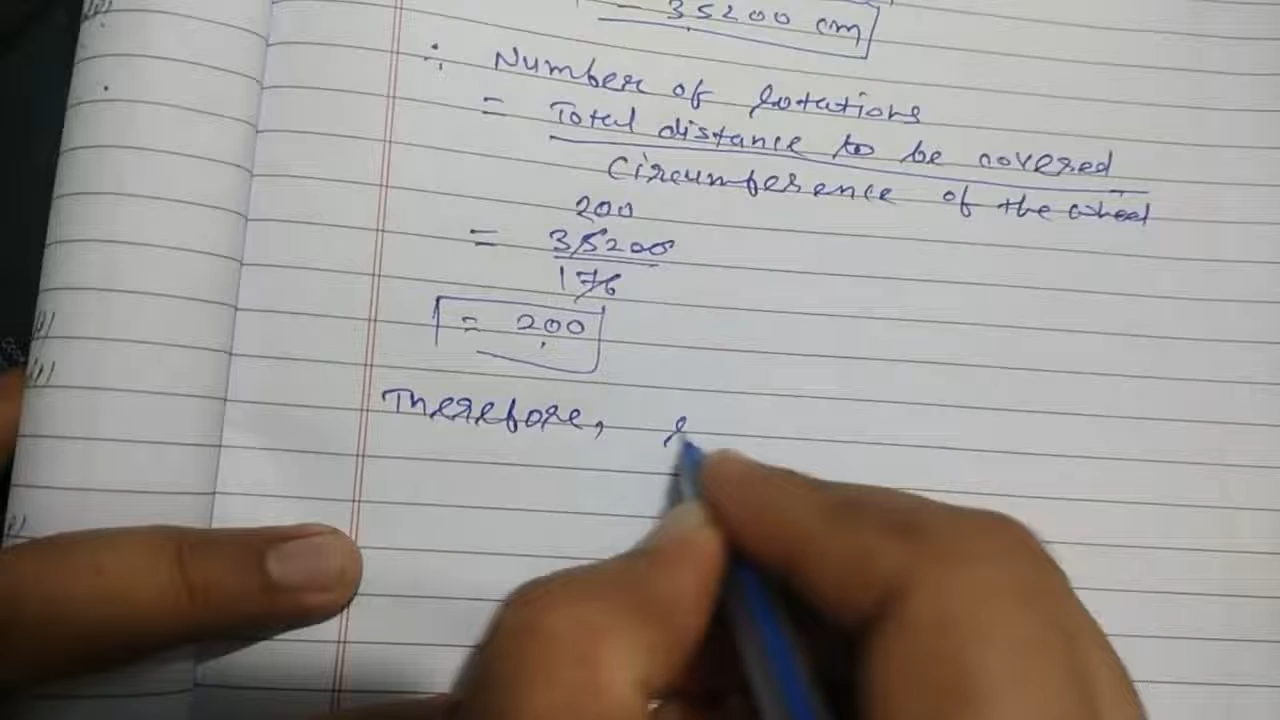 = 35200 cm
∴ Number of rotations
= Total distance to be covered
Circumference of the wheel
200
= 35200
176
= 200
Therefore,